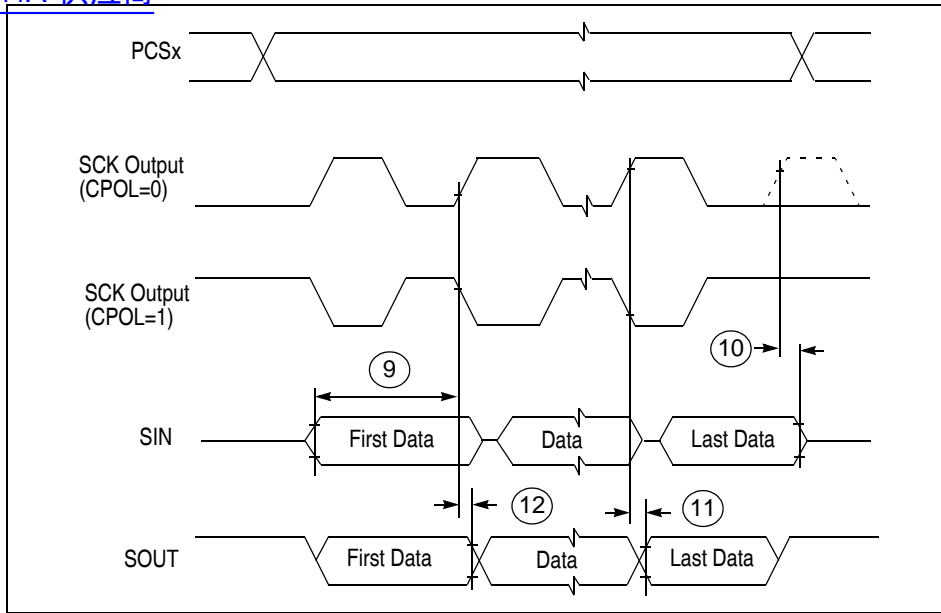 PCSx
SCK Output
(CPOL=0)
SCK Output
(CPOL=1)
10
9
SIN
First Data
Data
Last Data
12
11
SOUT
First Data
Data
Last Data